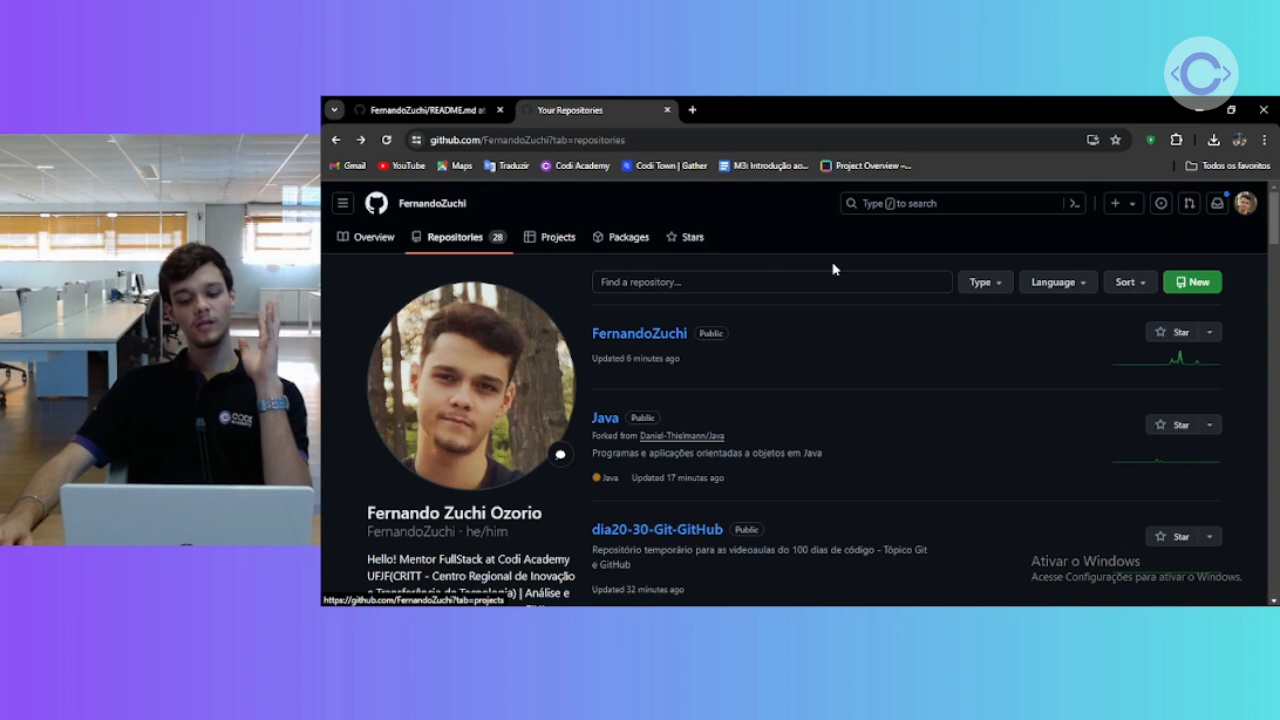 FernandoZuchi/README.md at
Your Repositories
github.com/FernandoZuchi?tab=repositories
Gmail
YouTube
Maps
Traduzir
Codi Academy
Codi Town | Gather
M3: Introdução ao...
Project Overview –...
Todos os favoritos
FernandoZuchi
Type / to search
Overview
Repositories 28
Projects
Packages
Stars
Find a repository...
Type
Language
Sort
New
FernandoZuchi Public
Star
Updated 6 minutes ago
Java Public
Star
Forked from Daniel-Thielmann/Java
Programas e aplicações orientadas a objetos em Java
Java Updated 17 minutes ago
dia20-30-Git-GitHub Public
Star
Repositório temporário para as videoaulas do 100 dias de código - Tópico Git
e GitHub
Updated 32 minutes ago
Fernando Zuchi Ozorio
FernandoZuchi · he/him
Hello! Mentor FullStack at Codi Academy
UFJF(CRITT - Centro Regional de Inovação
e Transferência de Tecnologia) | Análise e
https://github.com/FernandoZuchi?tab=projects
Ativar o Windows
Acesse Configurações para ativar o Windows.